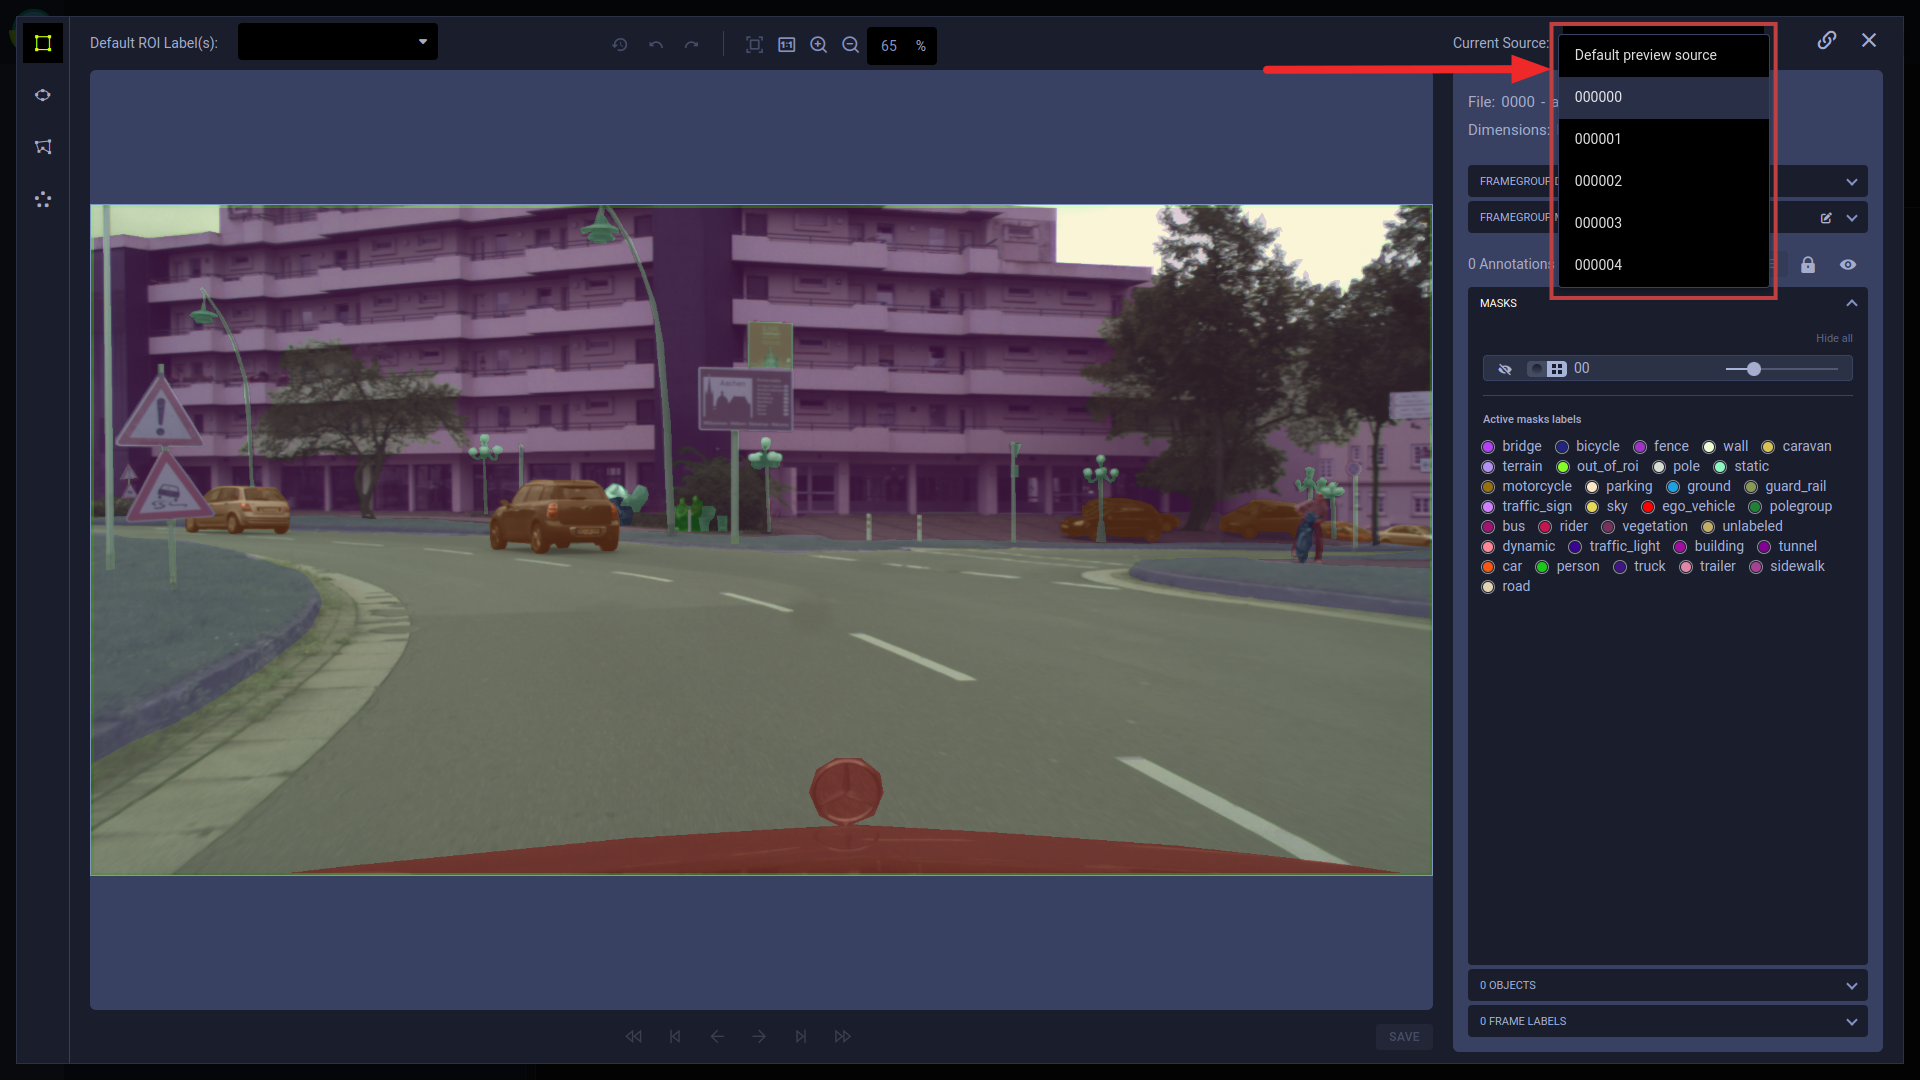 Default ROI Label(s):
1:1
65 %
Current Source:
Default preview source
000000
000001
000002
000003
000004
File: 0000 -
Dimensions:
FRAMEGROUP
FRAMEGROUP
0 Annotations
MASKS
Hide all
00
Active masks labels
bridge bicycle fence wall caravan
terrain out_of_roi pole static
motorcycle parking ground guard_rail
traffic_sign sky ego_vehicle polegroup
bus rider vegetation unlabeled
dynamic traffic_light building tunnel
car person truck trailer sidewalk
road
Aachen
0 OBJECTS
0 FRAME LABELS
SAVE